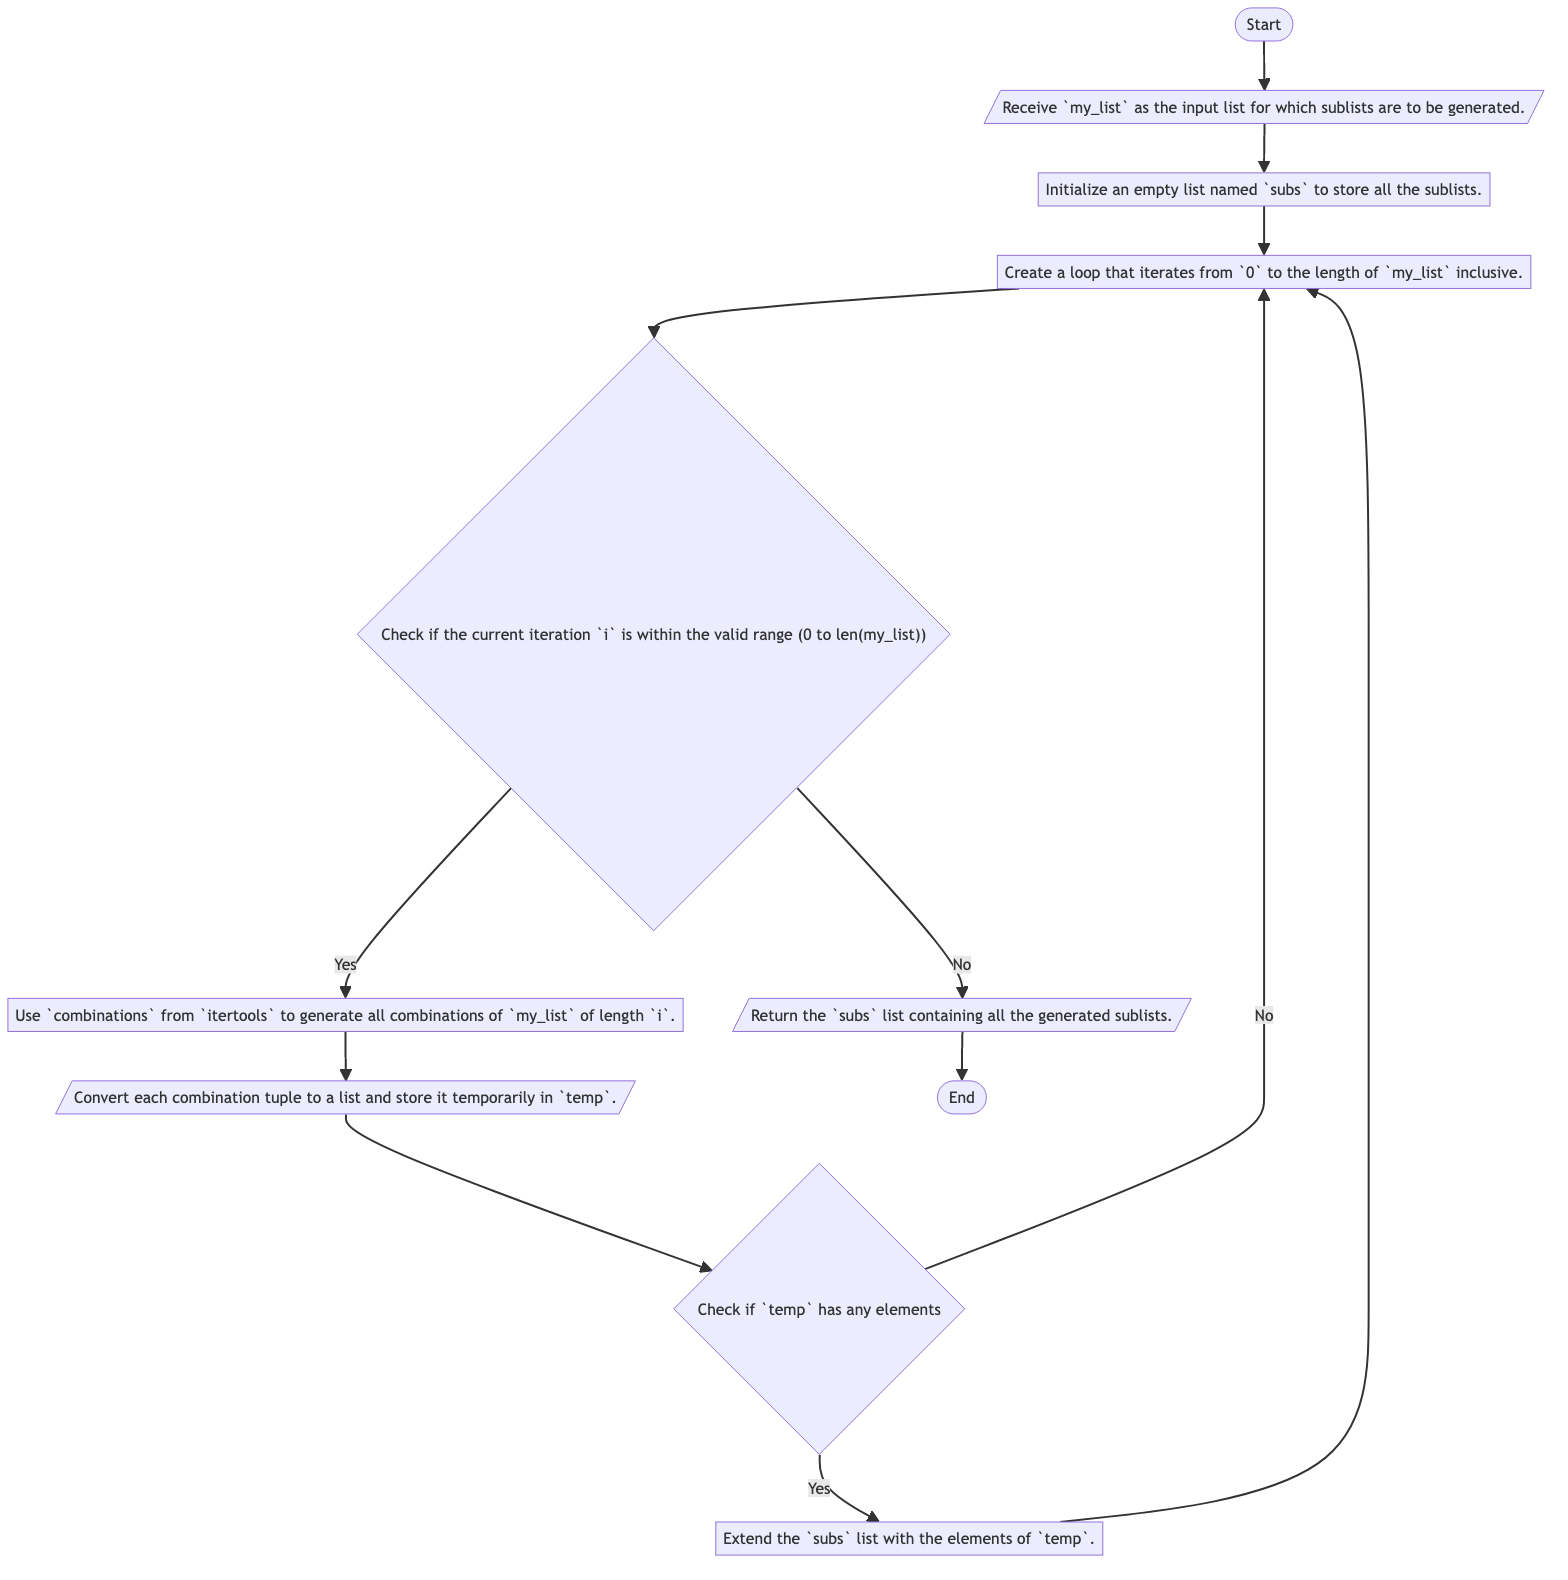 Start
Receive `my_list` as the input list for which sublists are to be generated.
Initialize an empty list named `subs` to store all the sublists.
Create a loop that iterates from `0` to the length of `my_list` inclusive.
Check if the current iteration `i` is within the valid range (0 to len(my_list))
Yes
No
Use `combinations` from `itertools` to generate all combinations of `my_list` of length `i`.
Return the `subs` list containing all the generated sublists.
No
Convert each combination tuple to a list and store it temporarily in `temp`.
End
Check if `temp` has any elements
Yes
Extend the `subs` list with the elements of `temp`.